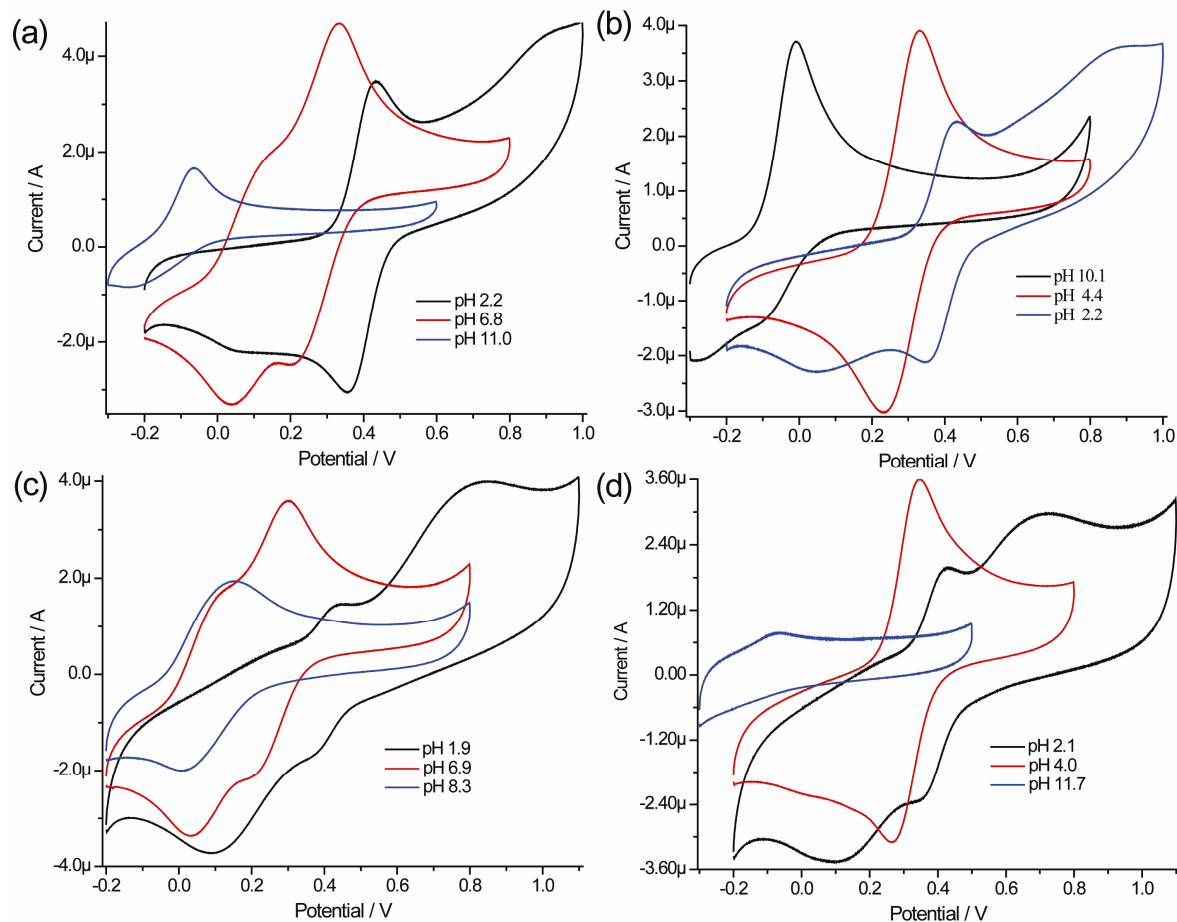 (a)
4.0µ
2.0µ
0.0
-2.0µ
Current / A
pH 2.2
pH 6.8
pH 11.0
-0.2 0.0 0.2 0.4 0.6 0.8 1.0
Potential / V
(b)
4.0µ
3.0µ
2.0µ
1.0µ
0.0
-1.0µ
-2.0µ
-3.0µ
Current / A
pH 10.1
pH 4.4
pH 2.2
-0.2 0.0 0.2 0.4 0.6 0.8 1.0
Potential / V
(c)
4.0µ
2.0µ
0.0
-2.0µ
-4.0µ
Current / A
pH 1.9
pH 6.9
pH 8.3
-0.2 0.0 0.2 0.4 0.6 0.8 1.0
Potential / V
(d)
3.60µ
2.40µ
1.20µ
0.00
-1.20µ
-2.40µ
-3.60µ
Current / A
pH 2.1
pH 4.0
pH 11.7
-0.2 0.0 0.2 0.4 0.6 0.8 1.0
Potential / V